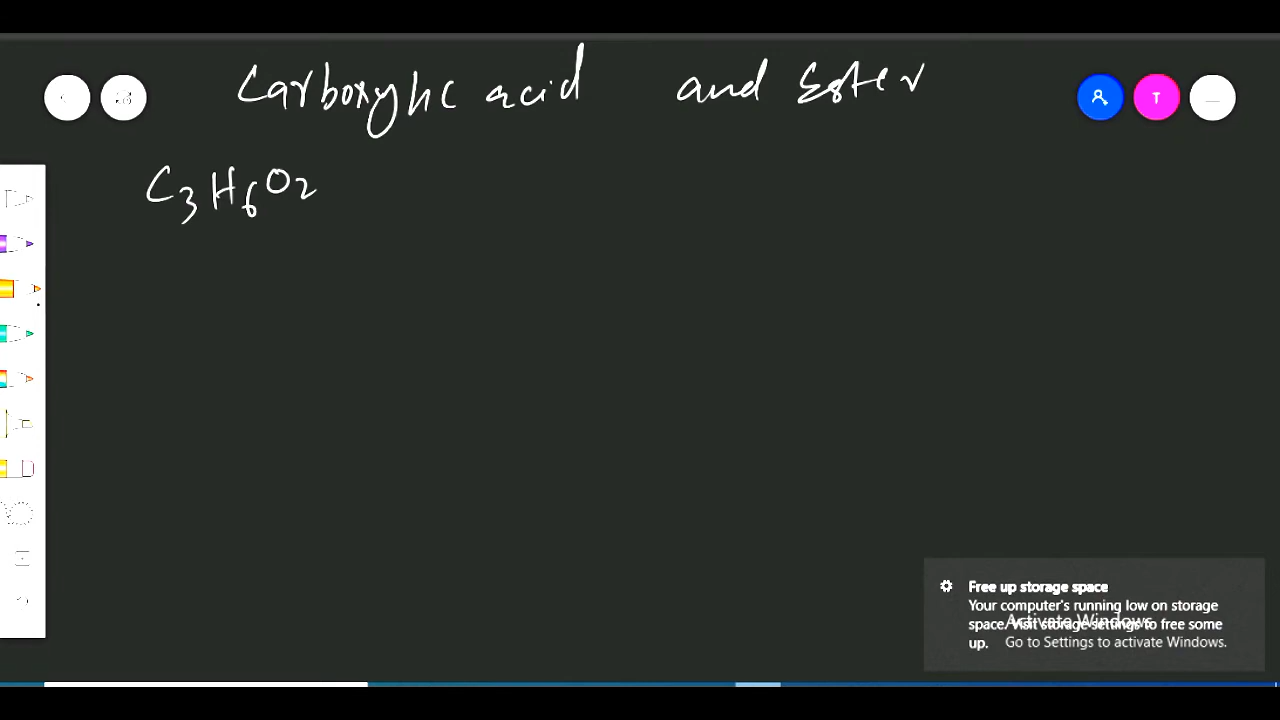 Carboxylic acid and Ester
C₃H₆O₂
T
Free up storage space
Your computer's running low on storage
space. Visit storage settings to free some
up.
Activate Windows
Go to Settings to activate Windows.